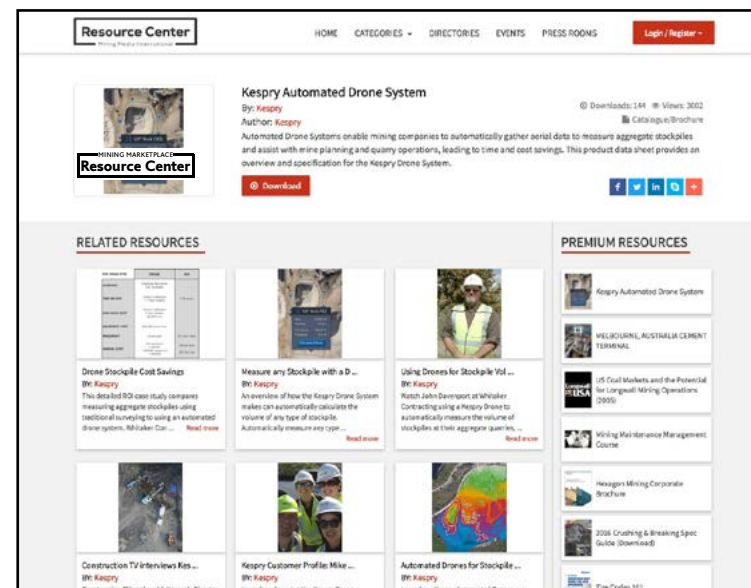 Resource Center
Mining Media International
HOME CATEGORIES DIRECTORIES EVENTS PRESS ROOMS
Login / Register
Kespry Automated Drone System
By: Kespry
Author: Kespry
Downloads: 144 Views: 3002
Catalogue/Brochure
Automated Drone Systems enable mining companies to automatically gather aerial data to measure aggregate stockpiles
and assist with mine planning and quarry operations, leading to time and cost savings. This product data sheet provides an
overview and specification for the Kespry Drone System.
Download
MINING MARKETPLACE
Resource Center
RELATED RESOURCES
Drone Stockpile Cost Savings
BY: Kespry
This detailed ROI case study compares
measuring aggregate stockpiles using
traditional surveying to using an automated
drone system. Whitaker Con ... Read more
Measure any Stockpile with a D ...
BY: Kespry
An overview of how the Kespry Drone System
makes can automatically calculate the
volume of any type of stockpile.
Automatically measure any type ...
Read more
Using Drones for Stockpile Vol ...
BY: Kespry
Watch John Davenport at Whitaker
Contracting using a Kespry Drone to
automatically measure the volume of
stockpiles at their aggregate quarries, ...
Read more
Construction TV interviews Kes ...
BY: Kespry
Kespry Customer Profile: Mike ...
BY: Kespry
Automated Drones for Stockpile ...
BY: Kespry
PREMIUM RESOURCES
Kespry Automated Drone System
MELBOURNE, AUSTRALIA CEMENT
TERMINAL
Longwall
USA
US Coal Markets and the Potential
for Longwall Mining Operations
(2005)
Mining Maintenance Management
Course
Hexagon Mining Corporate
Brochure
2016 Crushing & Breaking Spec
Guide (Download)